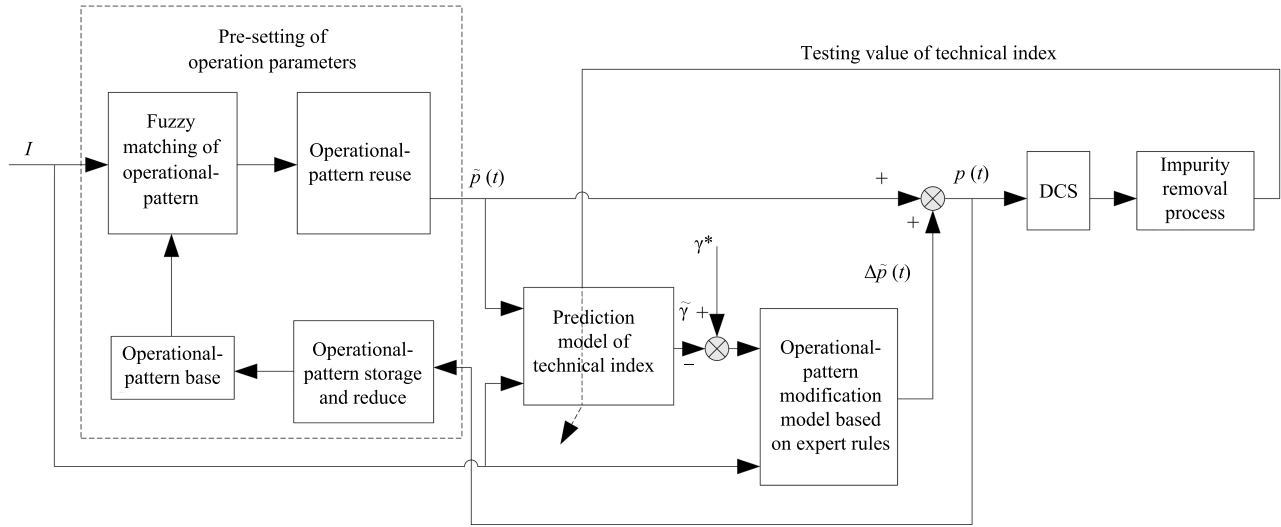 Pre-setting of
operation parameters
Testing value of technical index
I
Fuzzy
matching of
operational-
pattern
Operational-
pattern reuse
p̃ (t)
+
p (t)
+
DCS
Impurity
removal
process
γ*
Δp̃ (t)
Operational-
pattern base
Operational-
pattern storage
and reduce
Prediction
model of
technical index
γ̃ +
−
Operational-
pattern
modification
model based
on expert rules